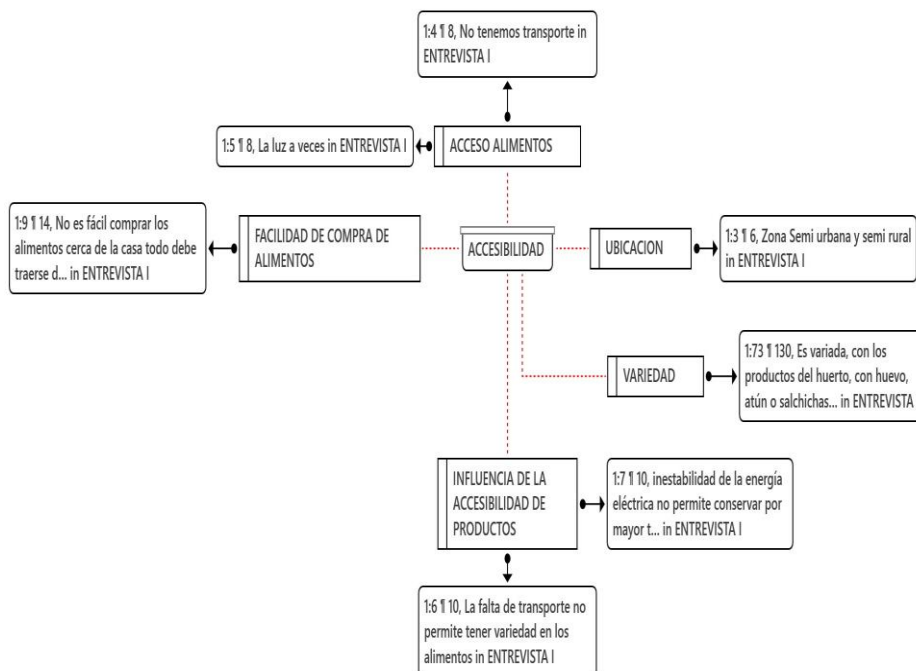 1:4 ¶ 8, No tenemos transporte in
ENTREVISTA I
1:5 ¶ 8, La luz a veces in ENTREVISTA I
ACCESO ALIMENTOS
1:9 ¶ 14, No es fácil comprar los
alimentos cerca de la casa todo debe
traerse d... in ENTREVISTA I
FACILIDAD DE COMPRA DE
ALIMENTOS
ACCESIBILIDAD
UBICACION
1:3 ¶ 6, Zona Semi urbana y semi rural
in ENTREVISTA I
VARIEDAD
1:73 ¶ 130, Es variada, con los
productos del huerto, con huevo,
atún o salchichas... in ENTREVISTA
INFLUENCIA DE LA
ACCESIBILIDAD DE
PRODUCTOS
1:7 ¶ 10, inestabilidad de la energía
eléctrica no permite conservar por
mayor t... in ENTREVISTA I
1:6 ¶ 10, La falta de transporte no
permite tener variedad en los
alimentos in ENTREVISTA I